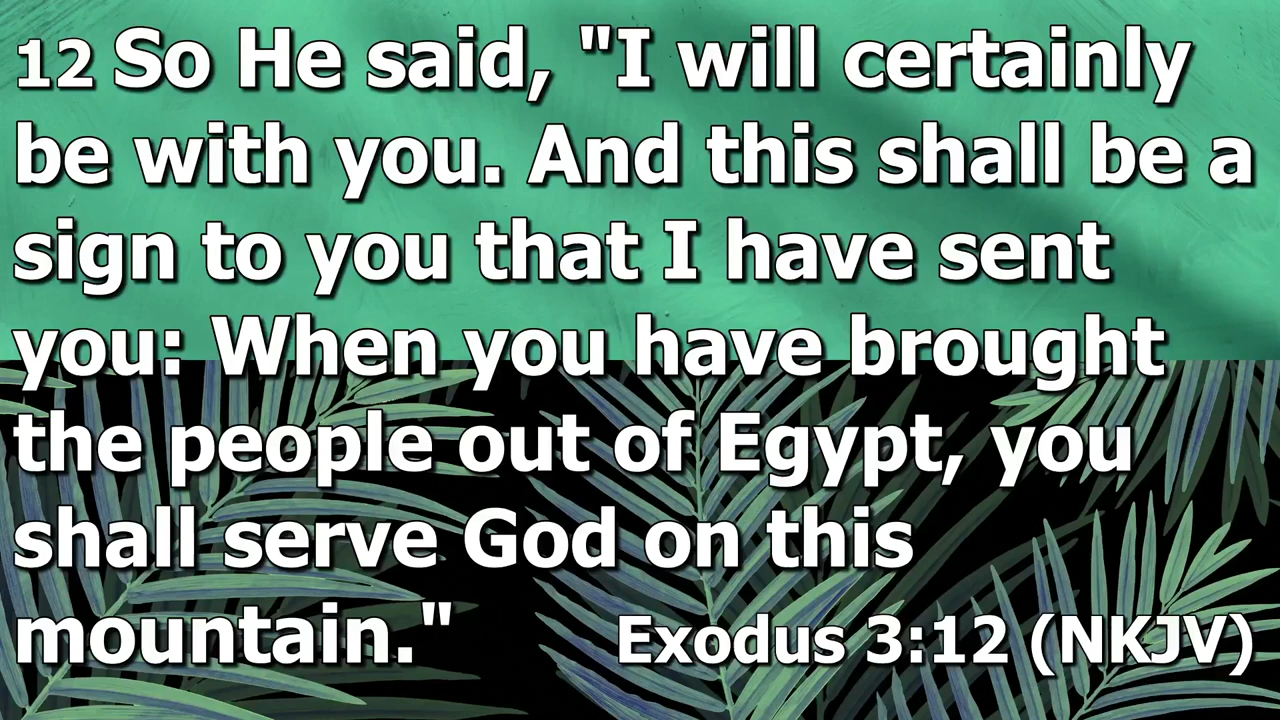 12 So He said, "I will certainly
be with you. And this shall be a
sign to you that I have sent
you: When you have brought
the people out of Egypt, you
shall serve God on this
mountain." Exodus 3:12 (NKJV)